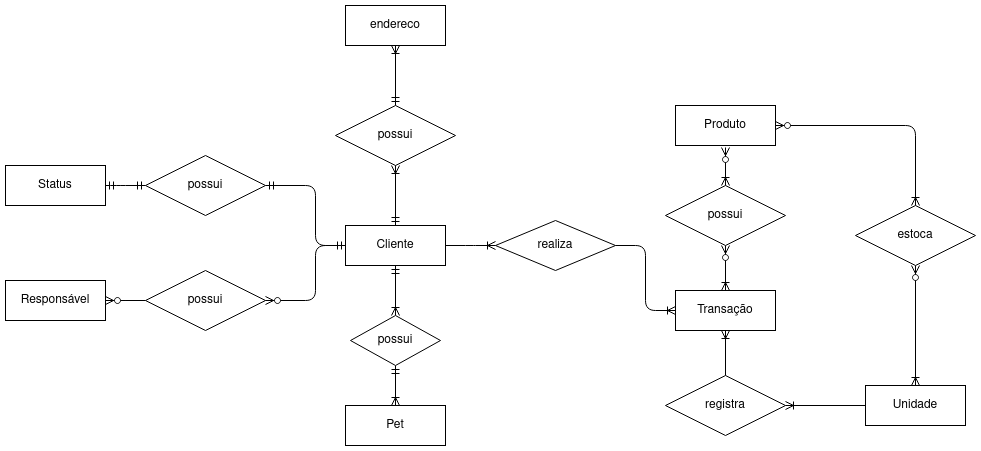 endereco
possui
Produto
Status
possui
possui
estoca
Cliente
realiza
Responsável
possui
Transação
possui
registra
Unidade
Pet